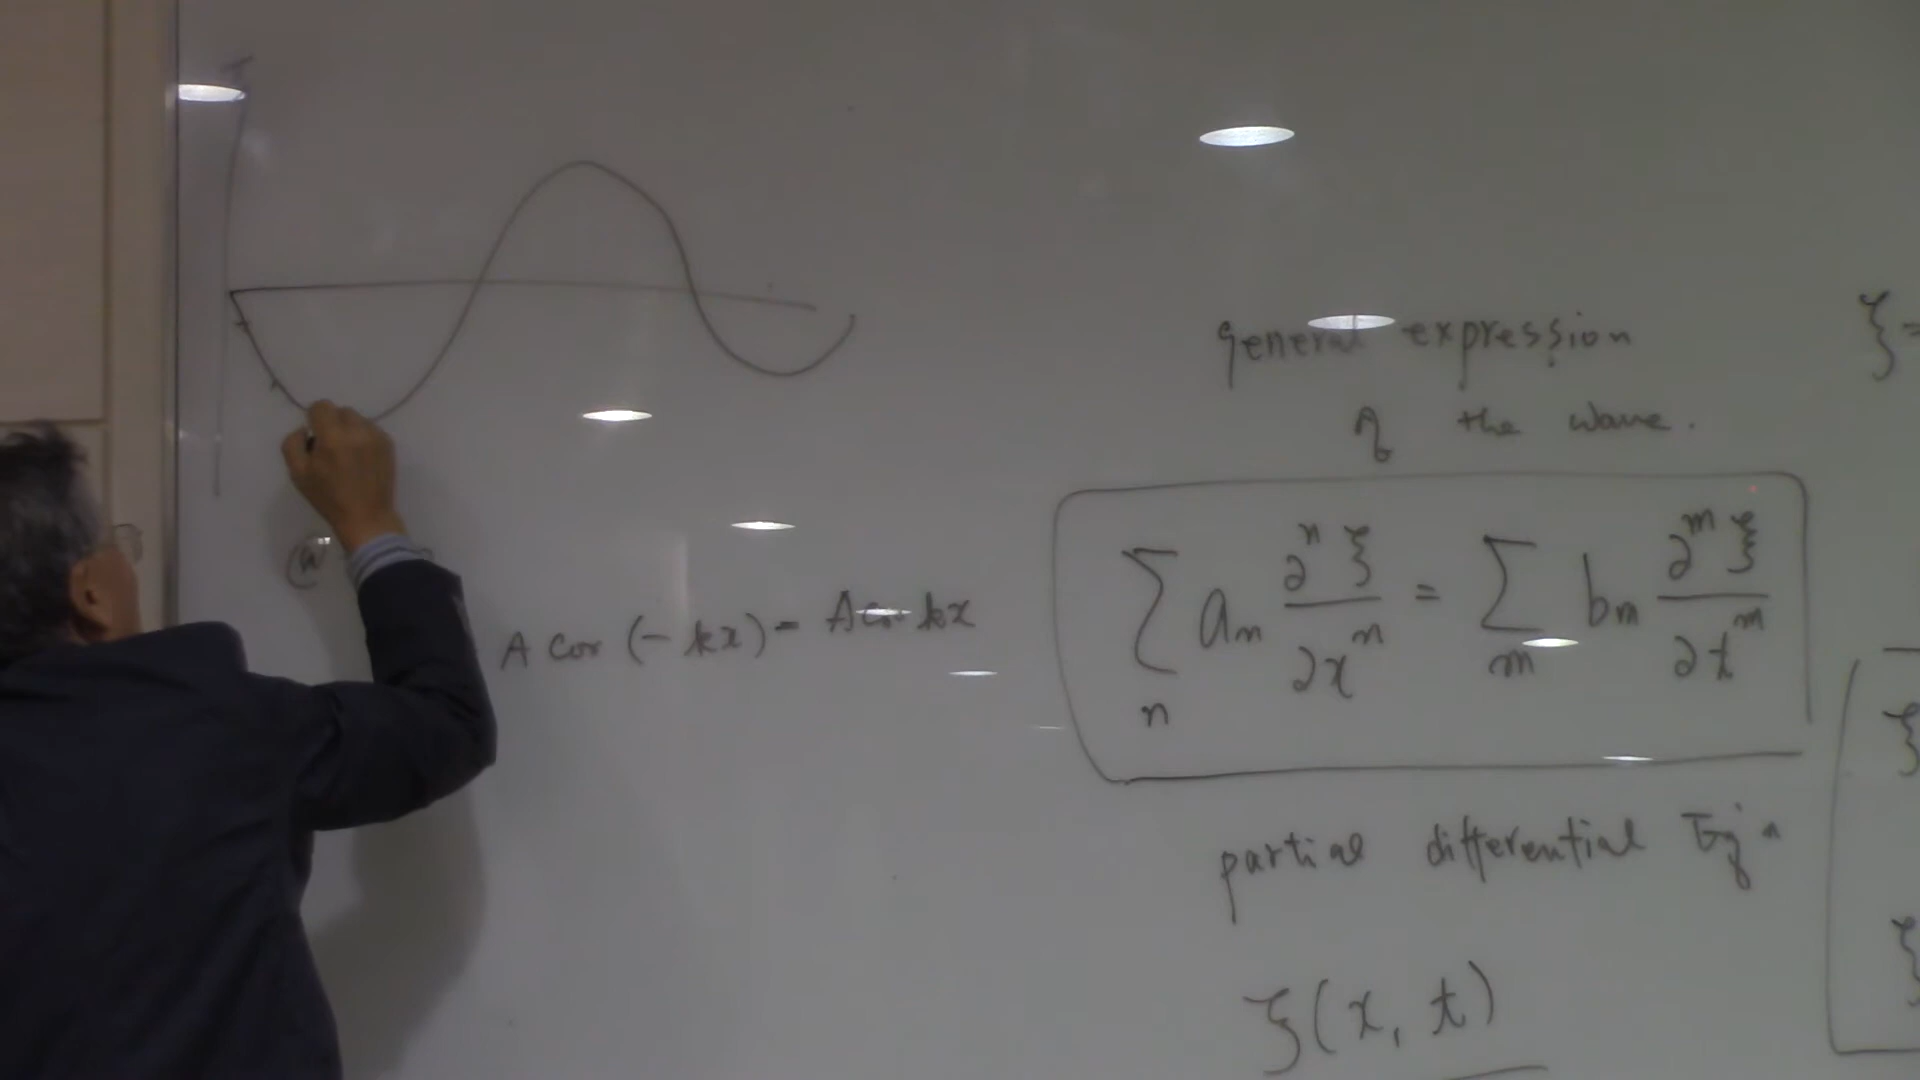 (a)
A cos (- kx) = A cos kx
general expression
of the wave.
∑ₙ aₙ ∂ⁿξ/∂xⁿ = ∑ₘ bₘ ∂ᵐξ/∂tᵐ
partial differential Eq'n
ξ(x, t)
ξ =
ξ
ξ